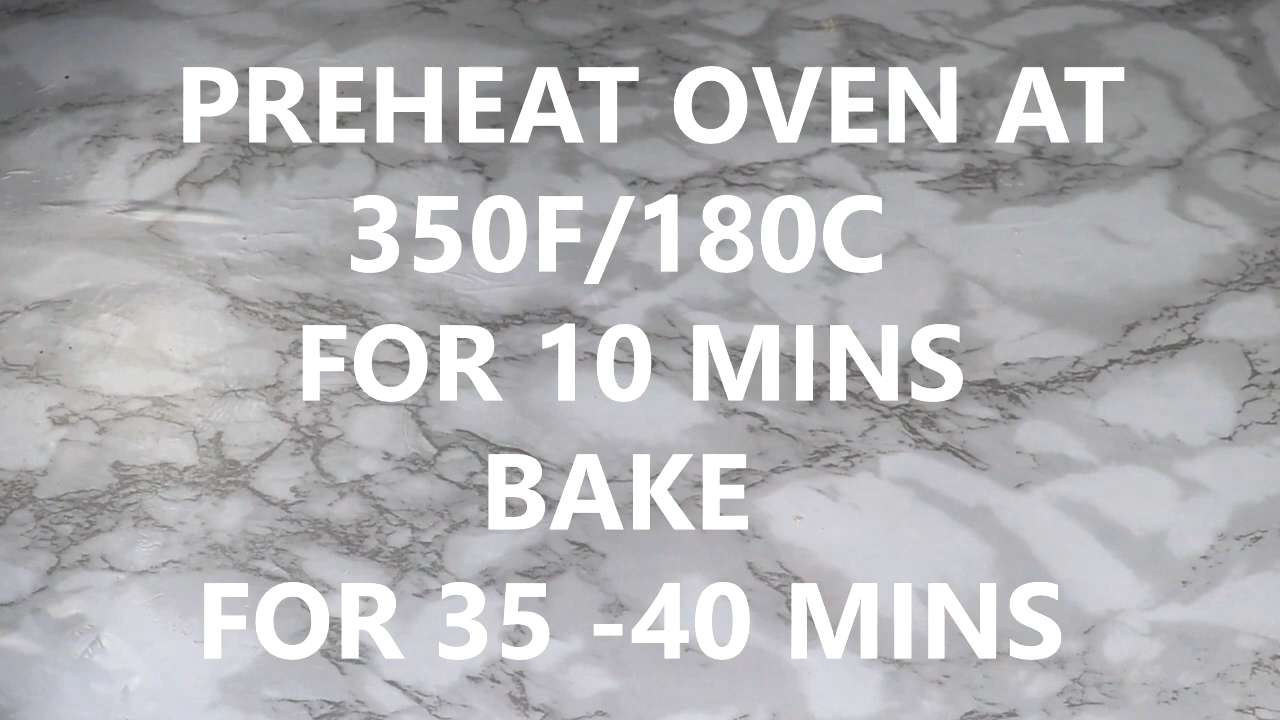 PREHEAT OVEN AT
350F/180C
FOR 10 MINS
BAKE
FOR 35 -40 MINS